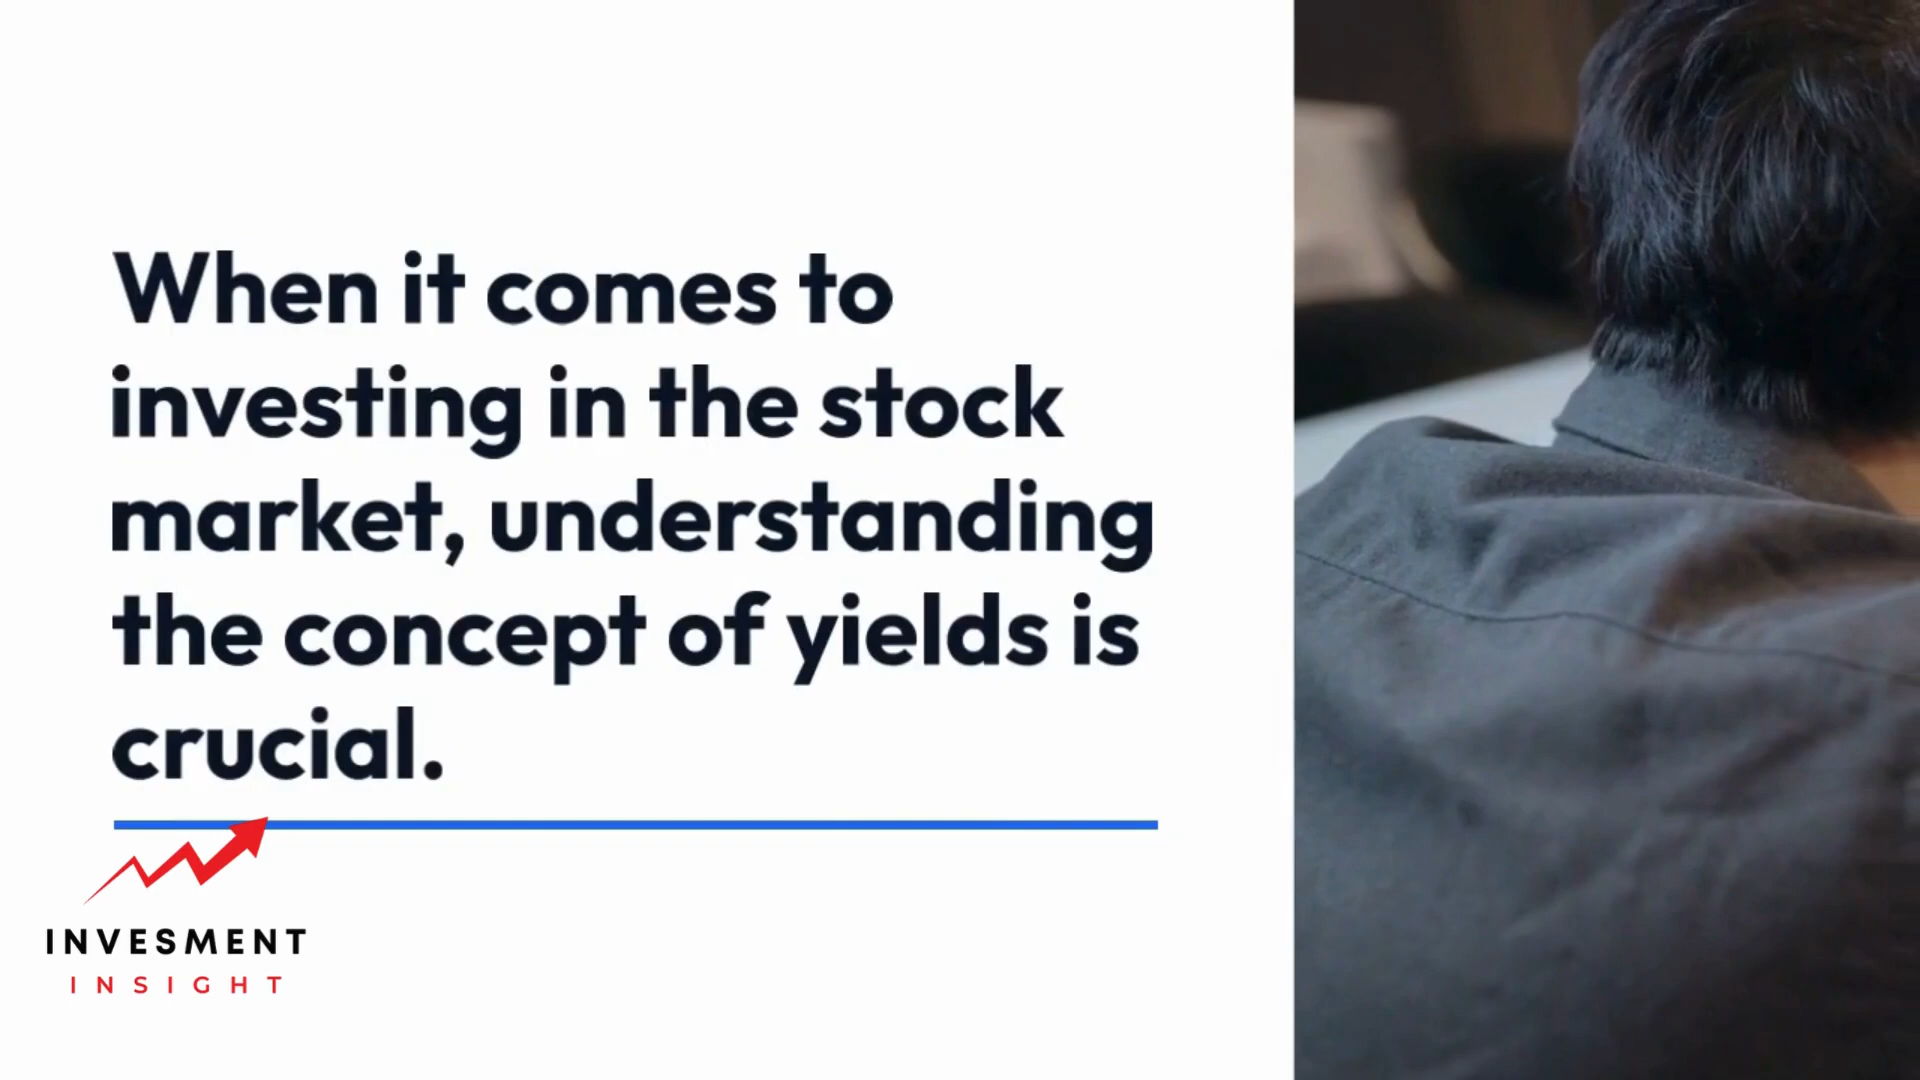 When it comes to
investing in the stock
market, understanding
the concept of yields is
crucial.
INVESMENT
INSIGHT